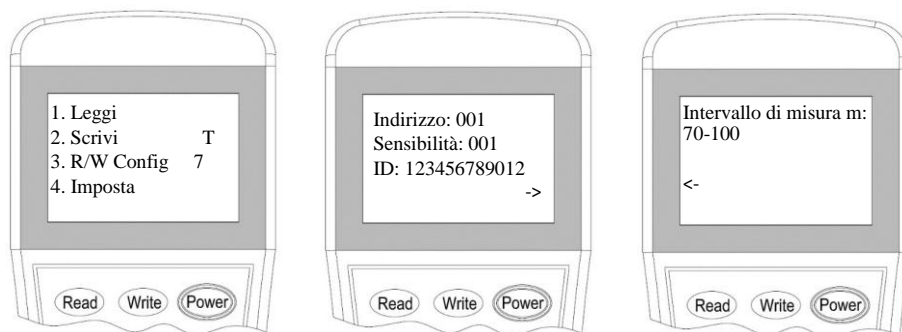 1. Leggi
2. Scrivi T
3. R/W Config 7
4. Imposta
Read Write Power
Indirizzo: 001
Sensibilità: 001
ID: 123456789012
->
Read Write Power
Intervallo di misura m:
70-100
<-
Read Write Power